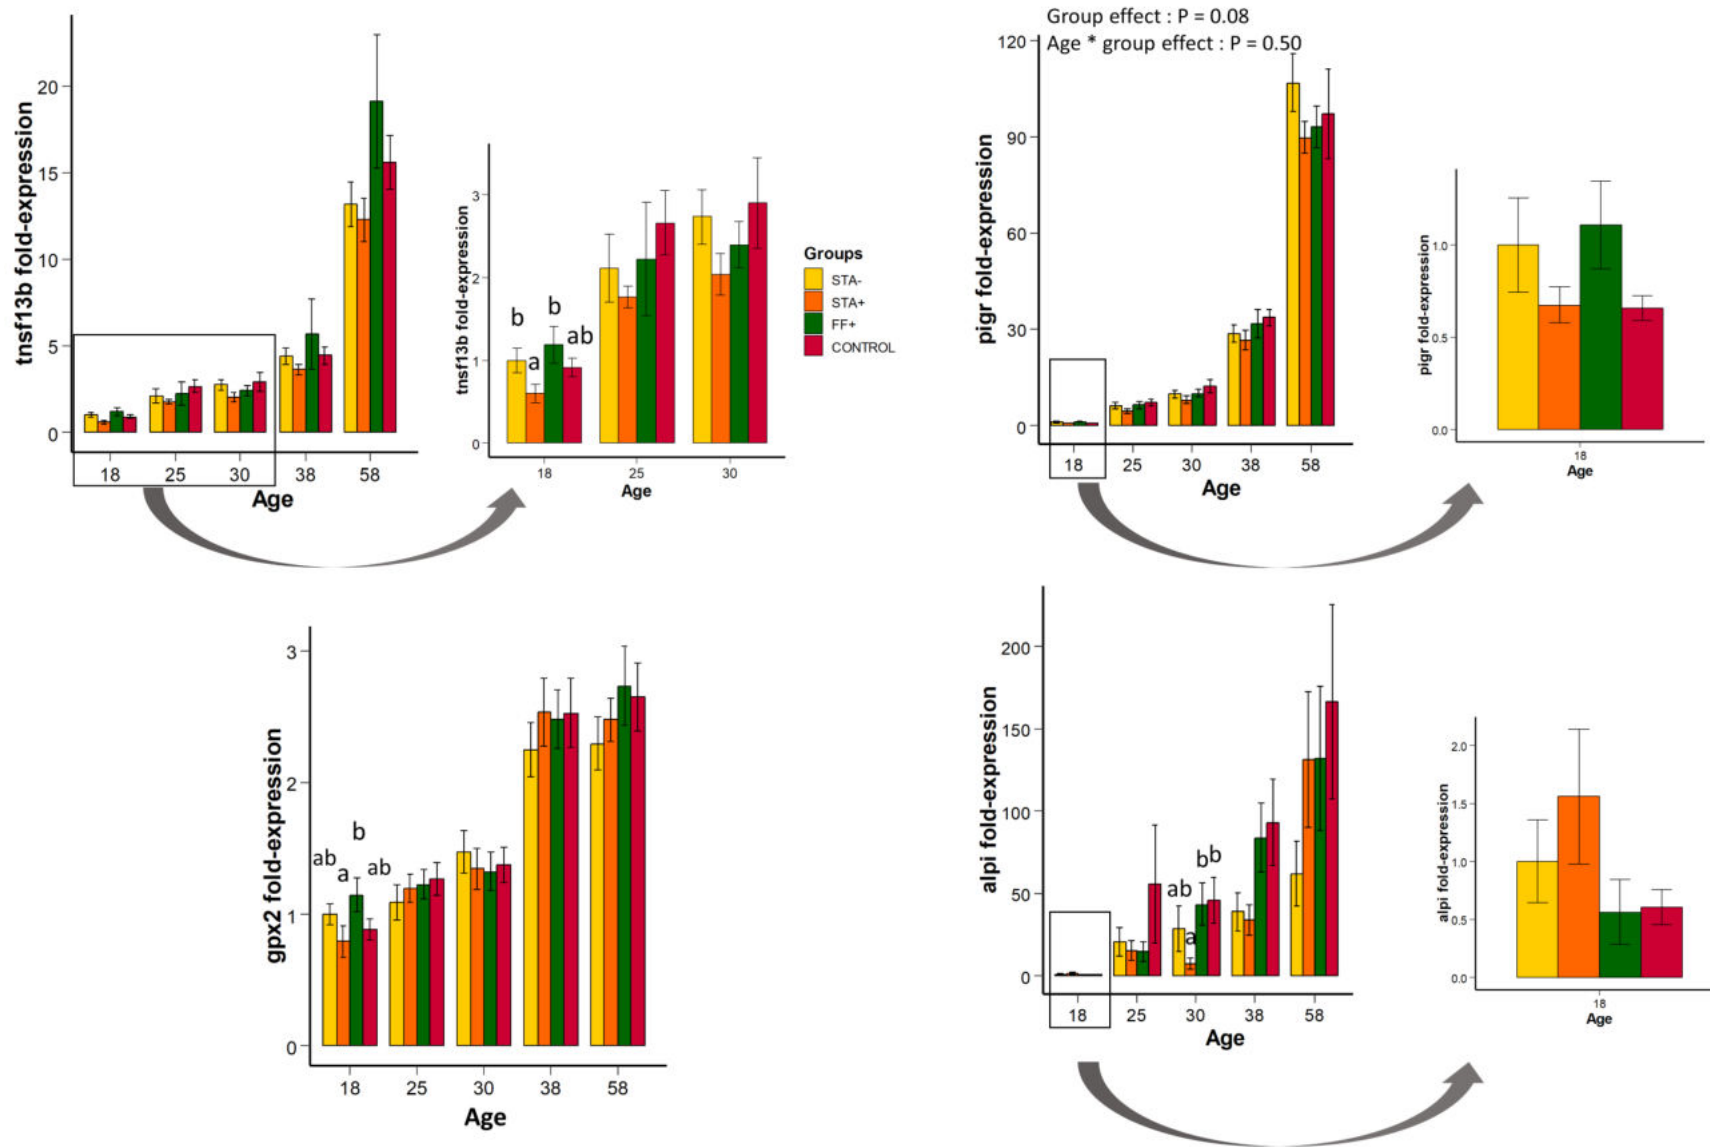 tnsf13b fold-expression
20
15
10
5
0
18 25 30 38 58
Age
tnsf13b fold-expression
3
2
1
0
b a b ab
18 25 30
Age
Groups
STA-
STA+
FF+
CONTROL
Group effect : P = 0.08
Age * group effect : P = 0.50
pigr fold-expression
120
90
60
30
0
18 25 30 38 58
Age
pigr fold-expression
1.0
0.5
0.0
18
Age
gpx2 fold-expression
3
2
1
0
ab a b ab
18 25 30 38 58
Age
alpi fold-expression
200
150
100
50
0
ab a b b
18 25 30 38 58
Age
alpi fold-expression
2.0
1.5
1.0
0.5
0.0
18
Age